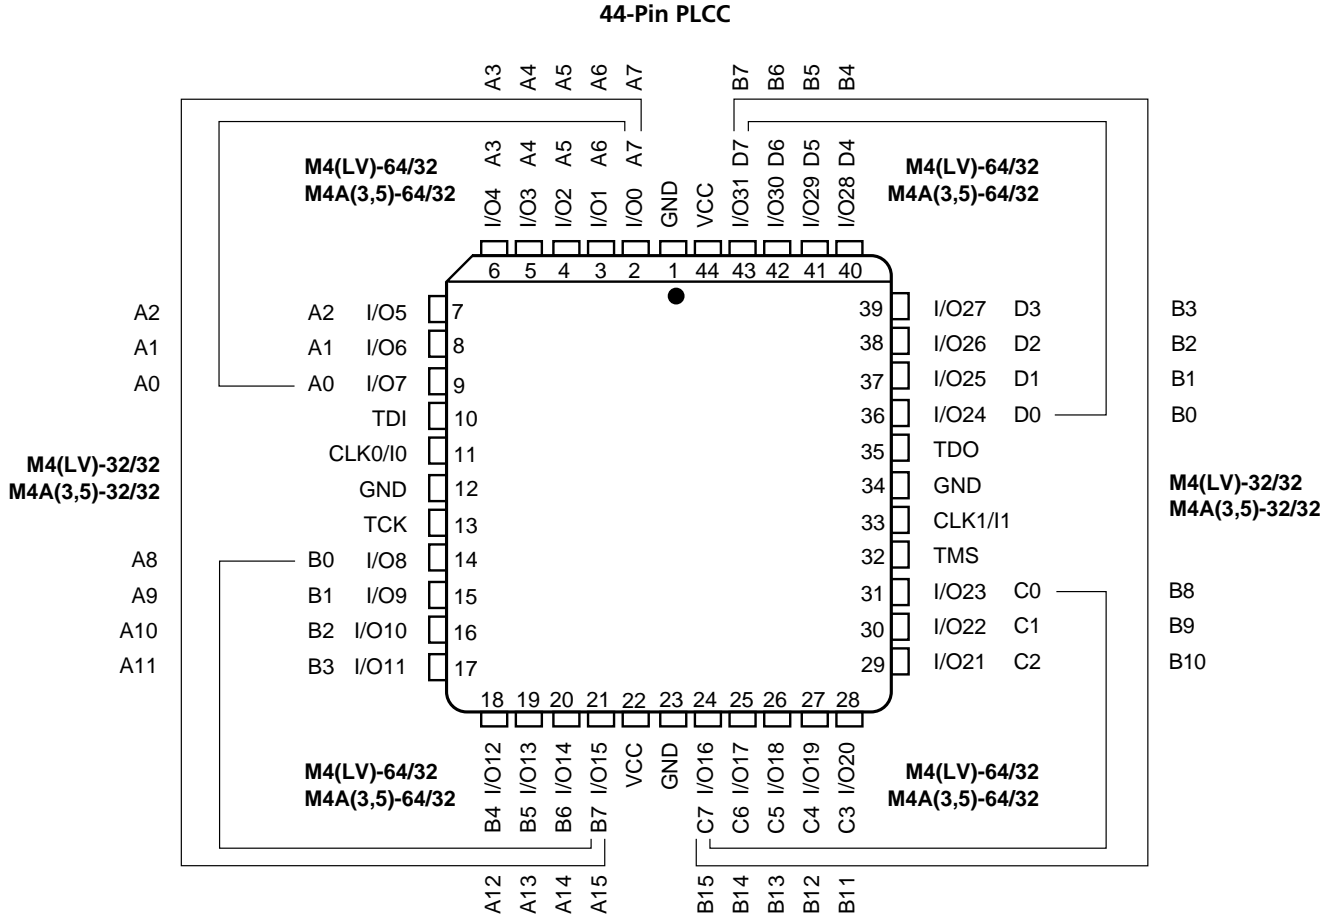 44-Pin PLCC
A3 A4 A5 A6 A7 B7 B6 B5 B4
M4(LV)-64/32
M4A(3,5)-64/32
A3 A4 A5 A6 A7 D7 D6 D5 D4
M4(LV)-64/32
M4A(3,5)-64/32
I/O4 I/O3 I/O2 I/O1 I/O0 GND VCC I/O31 I/O30 I/O29 I/O28
6 5 4 3 2 1 44 43 42 41 40
A2 A2 I/O5 7 39 I/O27 D3 B3
A1 A1 I/O6 8 38 I/O26 D2 B2
A0 A0 I/O7 9 37 I/O25 D1 B1
TDI 10 36 I/O24 D0 B0
CLK0/I0 11 35 TDO
M4(LV)-32/32
M4A(3,5)-32/32
GND 12 34 GND
M4(LV)-32/32
M4A(3,5)-32/32
TCK 13 33 CLK1/I1
A8 B0 I/O8 14 32 TMS
A9 B1 I/O9 15 31 I/O23 C0 B8
A10 B2 I/O10 16 30 I/O22 C1 B9
A11 B3 I/O11 17 29 I/O21 C2 B10
18 19 20 21 22 23 24 25 26 27 28
I/O12 I/O13 I/O14 I/O15 VCC GND I/O16 I/O17 I/O18 I/O19 I/O20
M4(LV)-64/32
M4A(3,5)-64/32
M4(LV)-64/32
M4A(3,5)-64/32
B4 B5 B6 B7 C7 C6 C5 C4 C3
A12 A13 A14 A15 B15 B14 B13 B12 B11